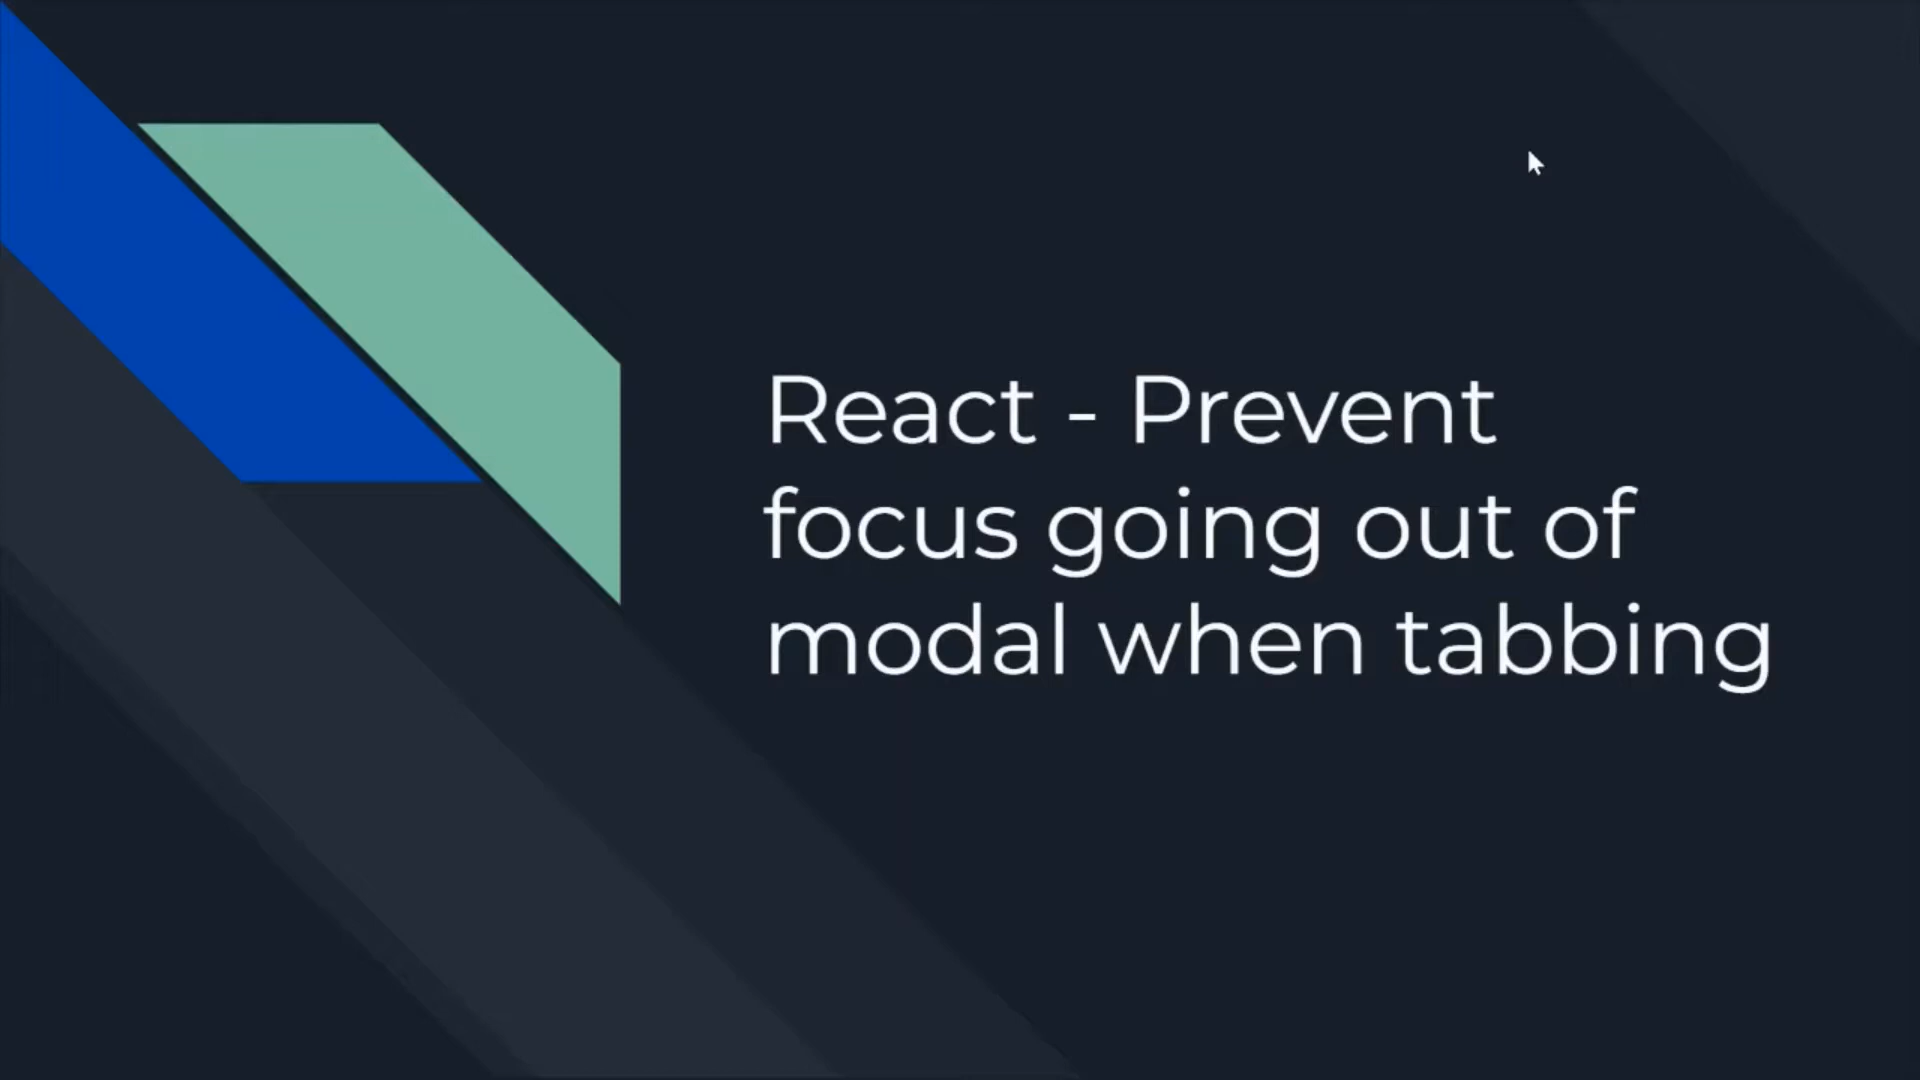 React - Prevent
focus going out of
modal when tabbing